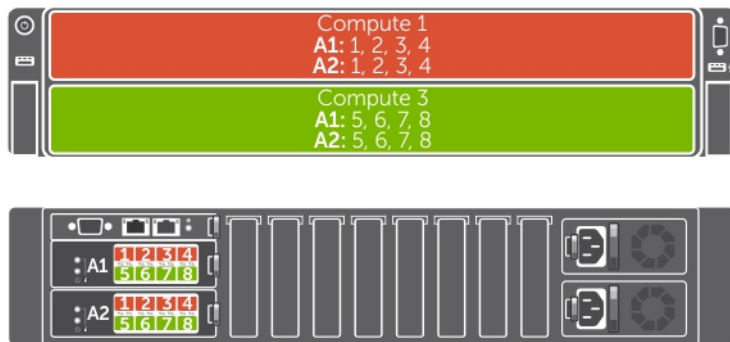 Compute 1
A1: 1, 2, 3, 4
A2: 1, 2, 3, 4
Compute 3
A1: 5, 6, 7, 8
A2: 5, 6, 7, 8
A1 1 2 3 4
5 6 7 8
A2 1 2 3 4
5 6 7 8